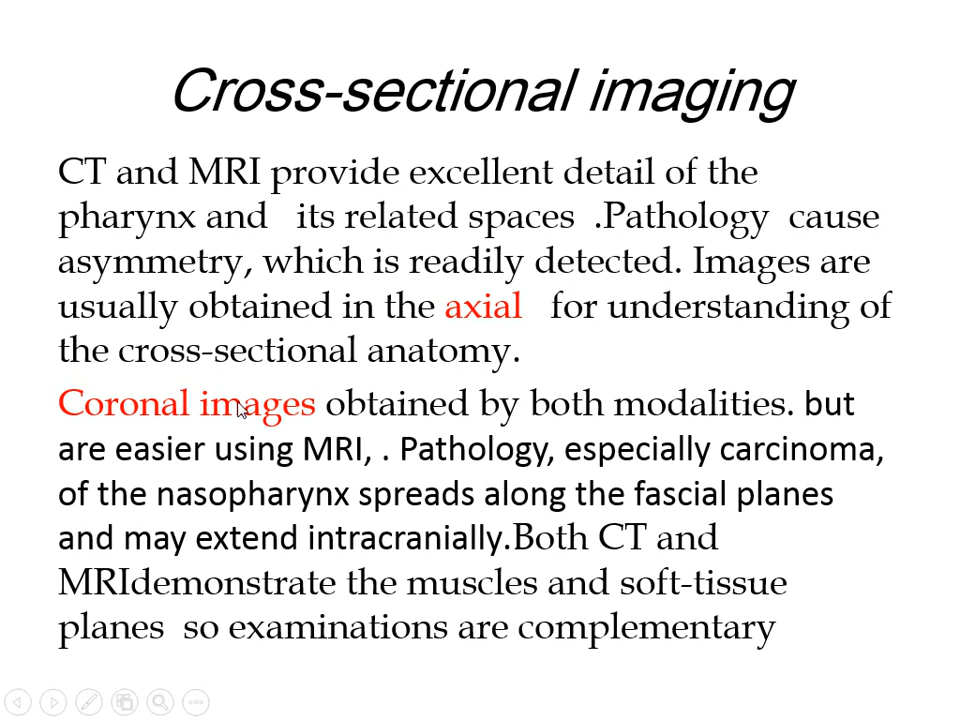 Cross-sectional imaging
CT and MRI provide excellent detail of the
pharynx and   its related spaces  .Pathology  cause
asymmetry, which is readily detected. Images are
usually obtained in the axial   for understanding of
the cross-sectional anatomy.
Coronal images obtained by both modalities. but
are easier using MRI, . Pathology, especially carcinoma,
of the nasopharynx spreads along the fascial planes
and may extend intracranially.Both CT and
MRIdemonstrate the muscles and soft-tissue
planes  so examinations are complementary